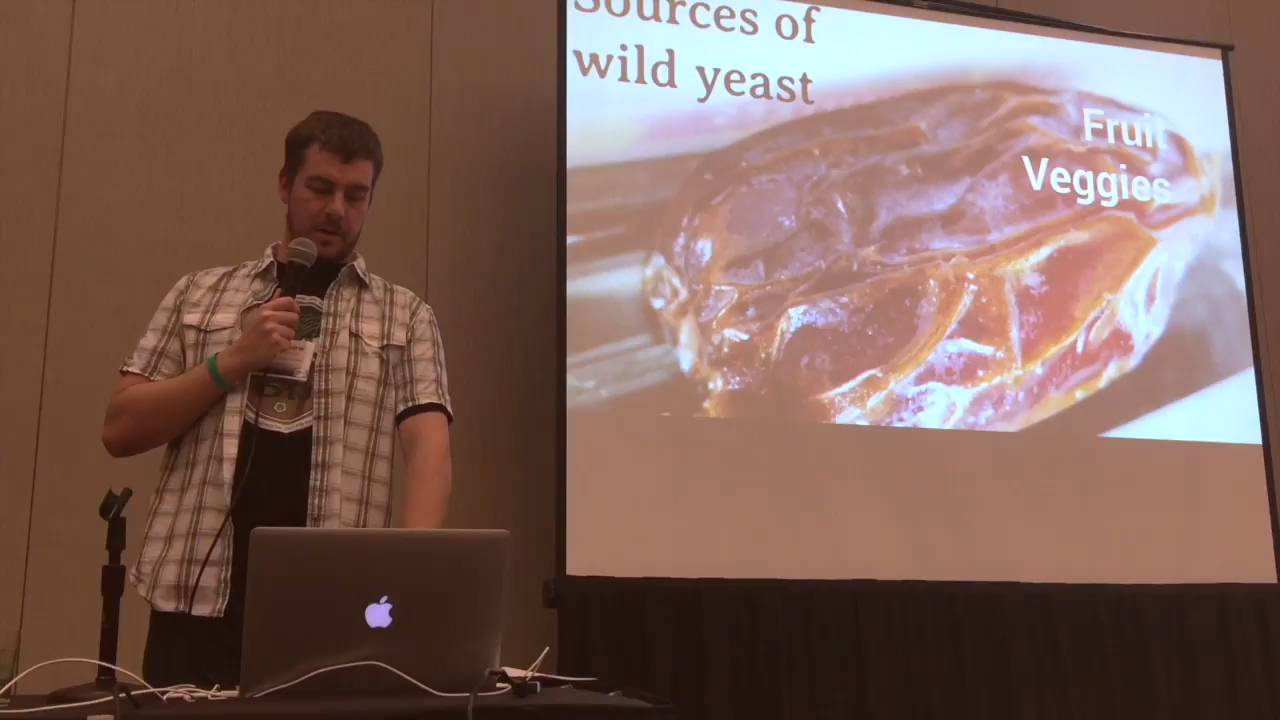 Sources of
wild yeast
Fruit
Veggies